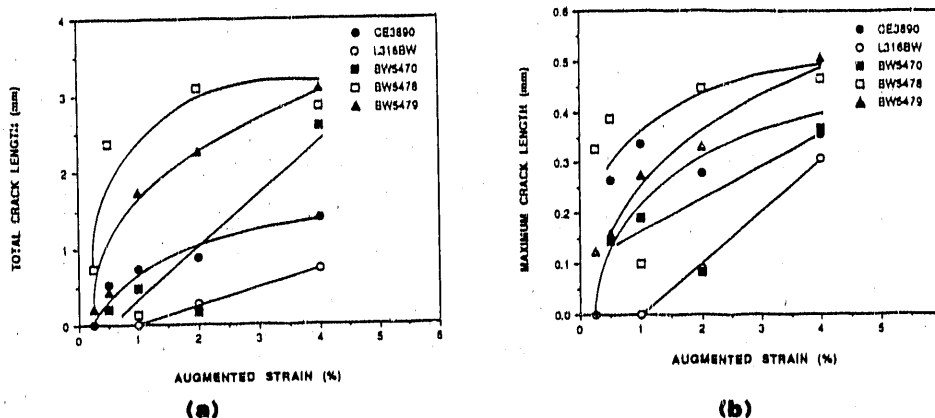 TOTAL CRACK LENGTH (mm)
4
3
2
1
0
0 1 2 3 4 5 6
CE3890
L316BW
BW5470
BW5478
BW5479
AUGMENTED STRAIN (%)
(a)
MAXIMUM CRACK LENGTH (mm)
0.6
0.5
0.4
0.3
0.2
0.1
0.0
0 1 2 3 4 5 6
CE3890
L316BW
BW5470
BW5478
BW5479
AUGMENTED STRAIN (%)
(b)